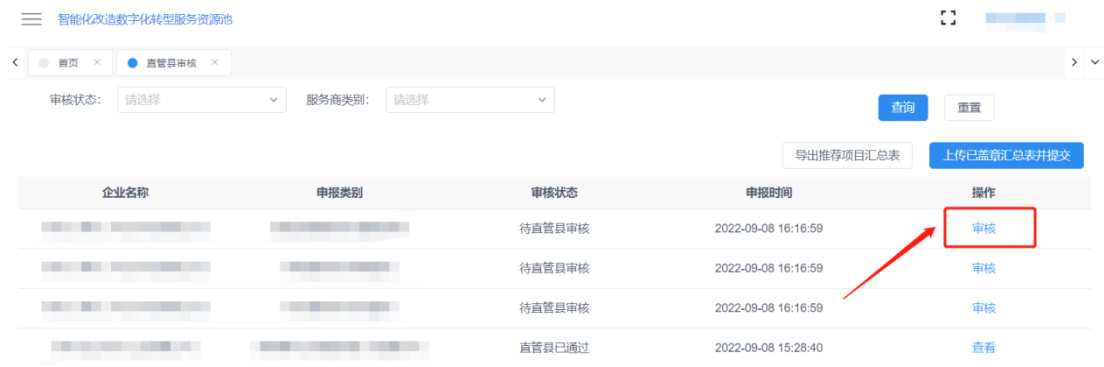 智能化改造数字化转型服务资源池
首页 × 直管县审核 ×
审核状态: 请选择 服务商类别: 请选择 查询 重置
导出推荐项目汇总表 上传已盖章汇总表并提交
企业名称 申报类别 审核状态 申报时间 操作
待直管县审核 2022-09-08 16:16:59 审核
待直管县审核 2022-09-08 16:16:59 审核
待直管县审核 2022-09-08 16:16:59 审核
直管县已通过 2022-09-08 15:28:40 查看